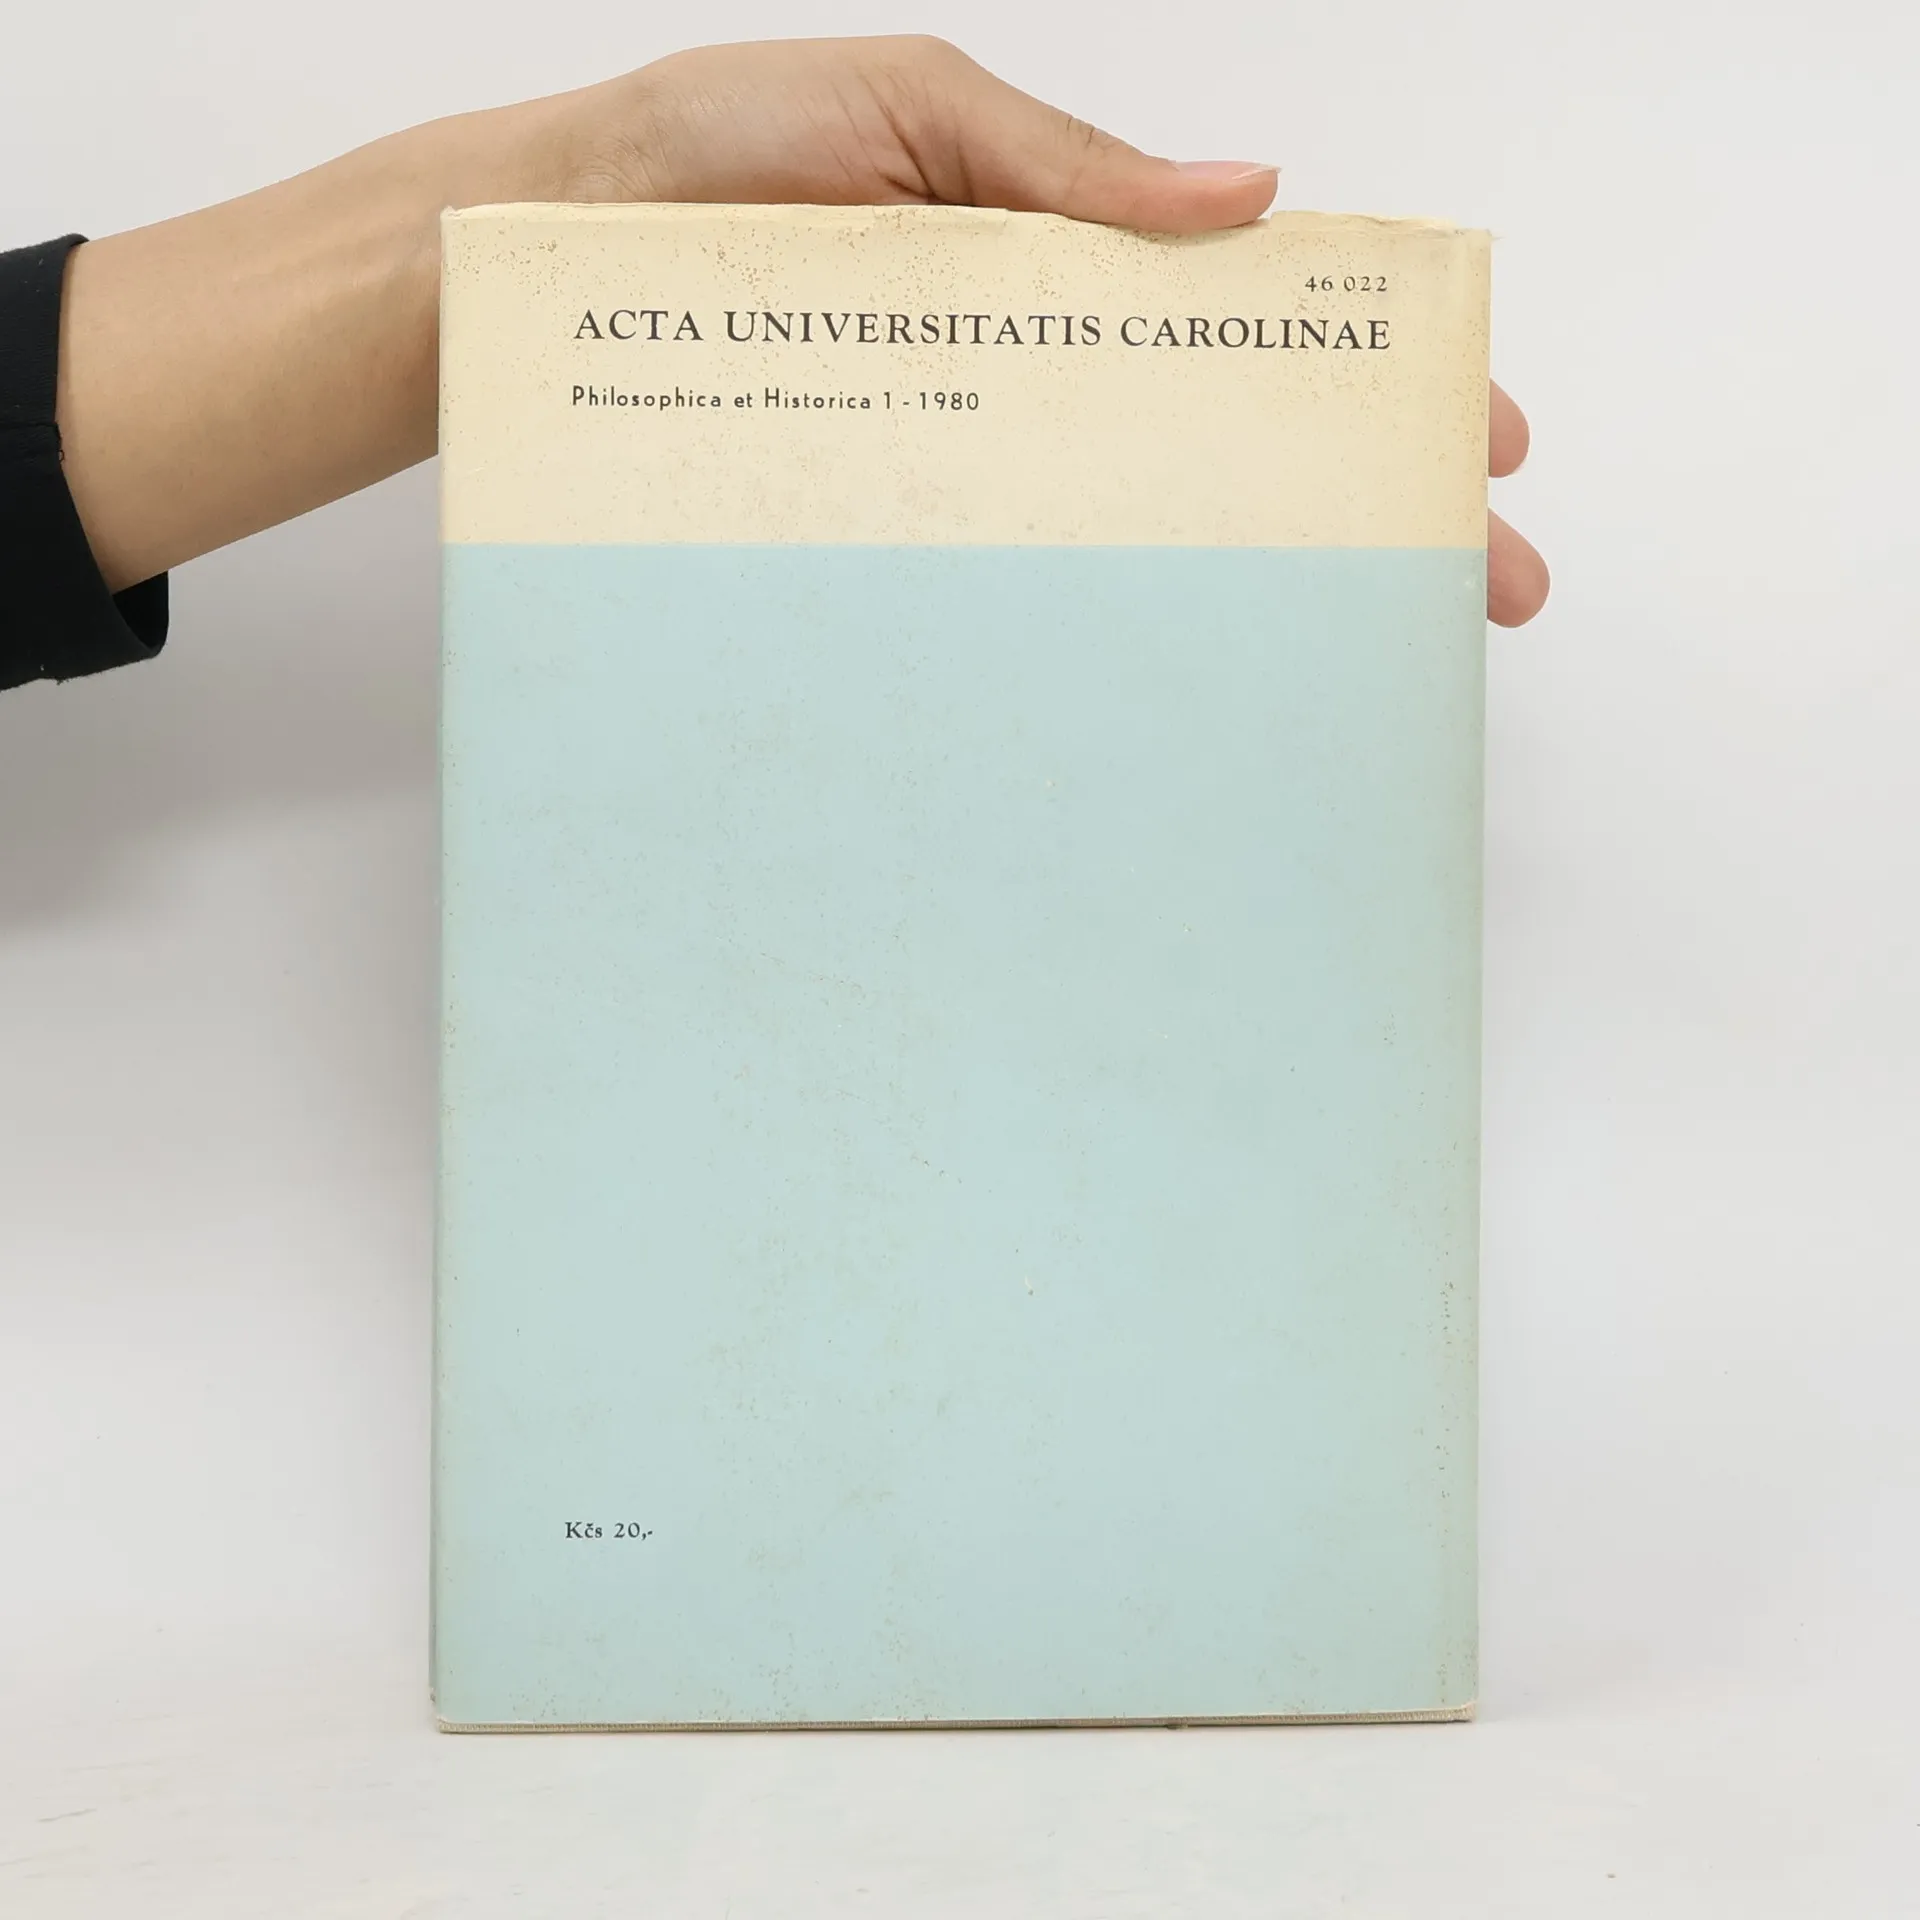 46 022
ACTA UNIVERSITATIS CAROLINAE
Philosophica et Historica 1 - 1980
Kčs 20,-